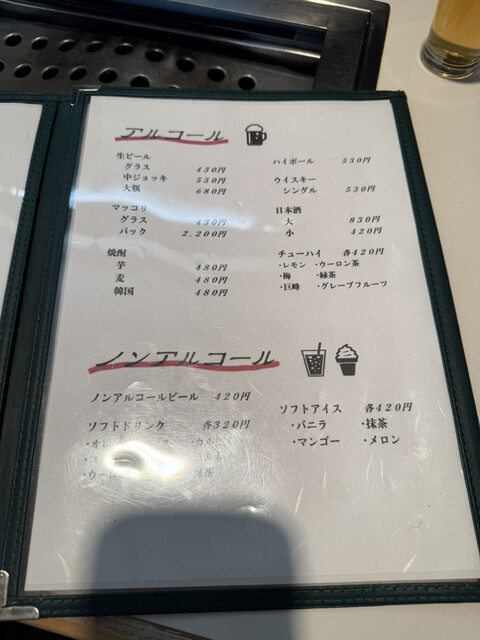 アルコール
生ビール
グラス 430円
中ジョッキ 550円
大瓶 680円
マッコリ
グラス 430円
パック 2,200円
焼酎
芋 480円
麦 480円
韓国 480円
ハイボール 530円
ウイスキー
シングル 530円
日本酒
大 830円
小 420円
チューハイ 各420円
・レモン ・ウーロン茶
・梅 ・緑茶
・巨峰 ・グレープフルーツ
ノンアルコール
ノンアルコールビール 420円
ソフトドリンク 各320円
ソフトアイス 各420円
・バニラ ・抹茶
・マンゴー ・メロン